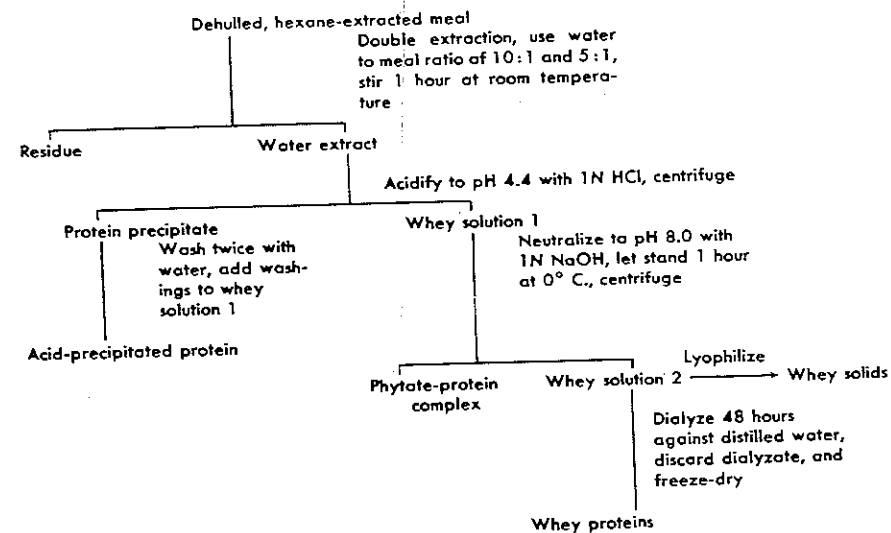 Dehulled, hexane-extracted meal
Double extraction, use water
to meal ratio of 10:1 and 5:1,
stir 1 hour at room tempera-
ture
Residue
Water extract
Acidify to pH 4.4 with 1N HCl, centrifuge
Protein precipitate
Wash twice with
water, add wash-
ings to whey
solution 1
Whey solution 1
Neutralize to pH 8.0 with
1N NaOH, let stand 1 hour
at 0° C., centrifuge
Acid-precipitated protein
Phytate-protein
complex
Whey solution 2
Lyophilize
Whey solids
Dialyze 48 hours
against distilled water,
discard dialyzate, and
freeze-dry
Whey proteins